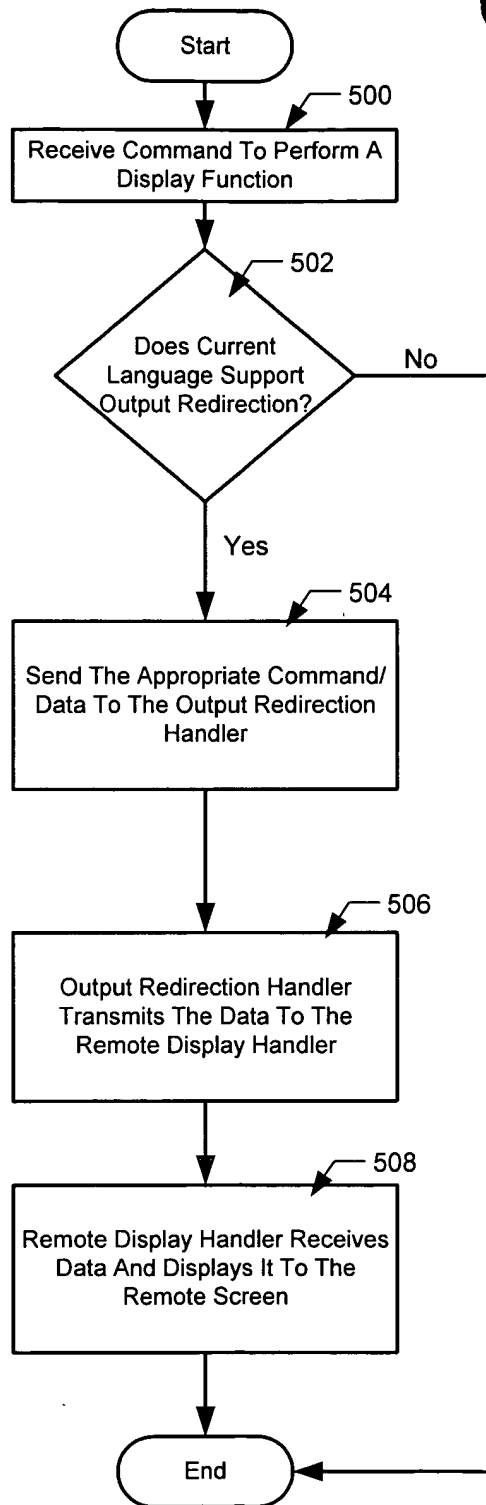 Start
500
Receive Command To Perform A
Display Function
502
Does Current
Language Support
Output Redirection?
No
Yes
504
Send The Appropriate Command/
Data To The Output Redirection
Handler
506
Output Redirection Handler
Transmits The Data To The
Remote Display Handler
508
Remote Display Handler Receives
Data And Displays It To The
Remote Screen
End